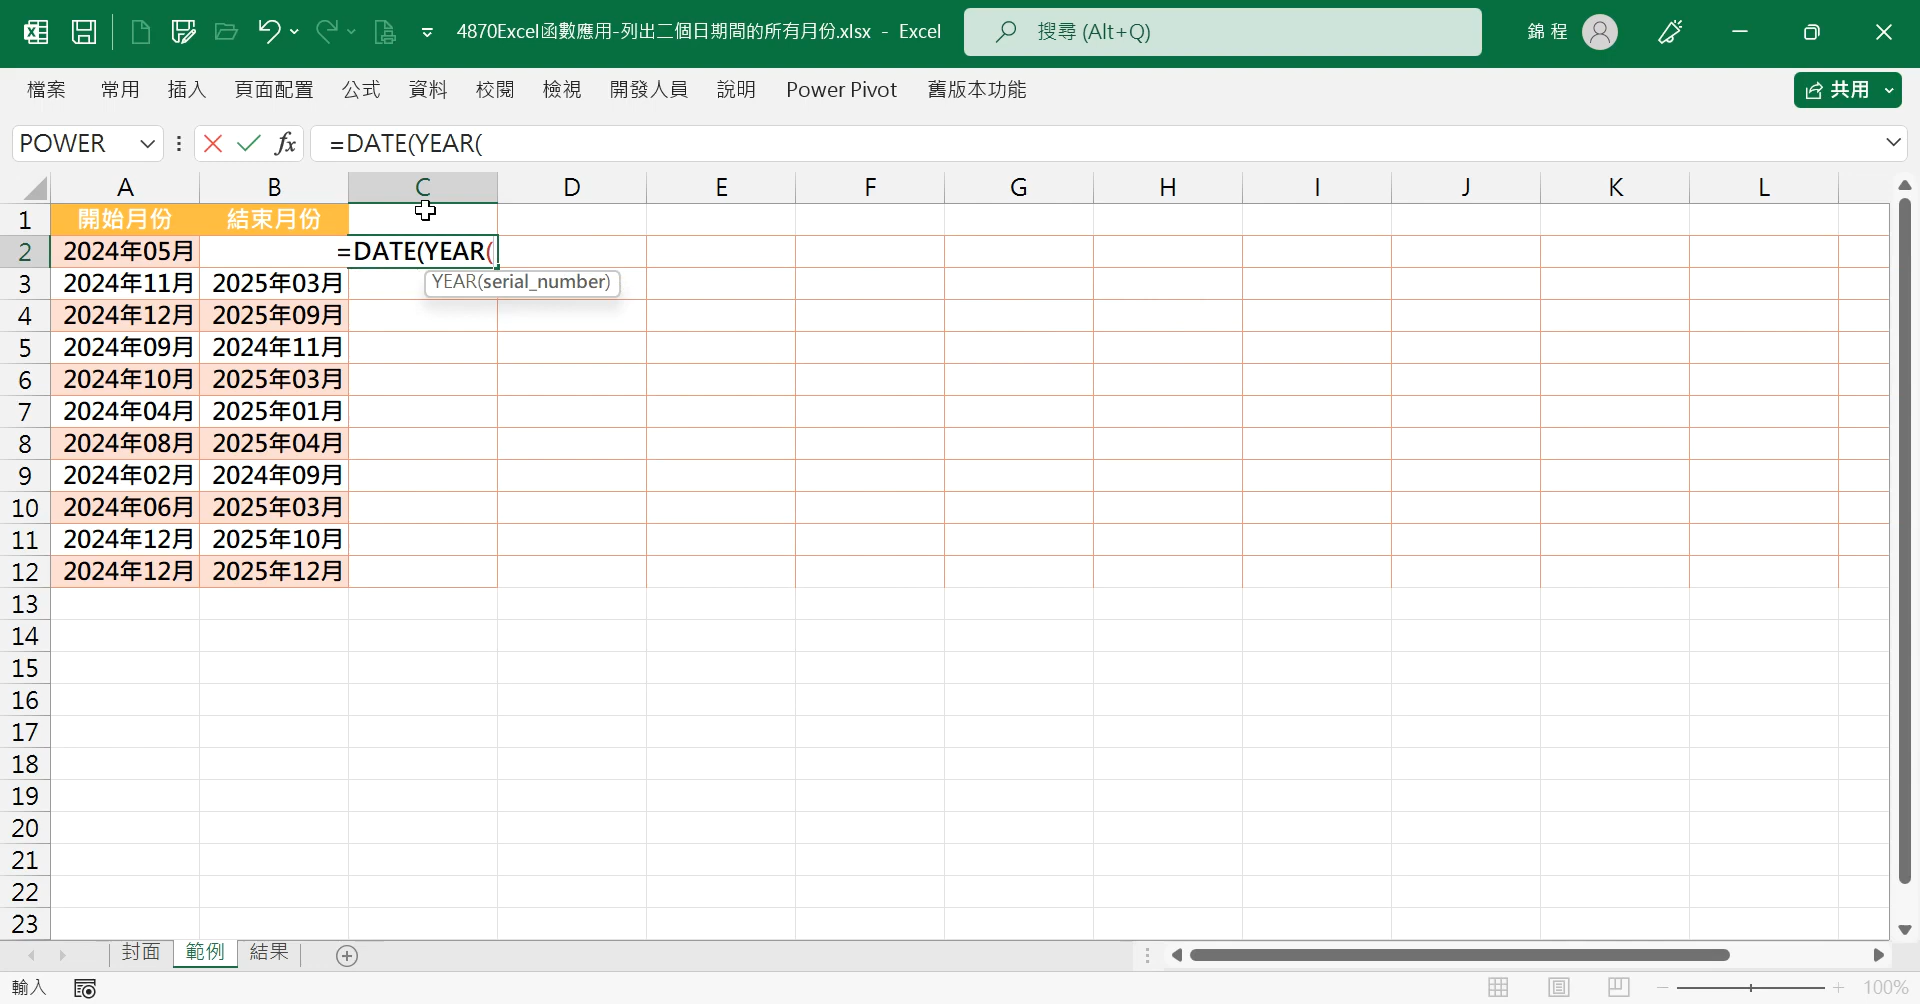 4870Excel函數應用-列出二個日期間的所有月份.xlsx - Excel
搜尋 (Alt+Q)
錦 程
檔案 常用 插入 頁面配置 公式 資料 校閱 檢視 開發人員 說明 Power Pivot 舊版本功能
共用
POWER
fx
=DATE(YEAR(
A B C D E F G H I J K L
1 開始月份 結束月份
2 2024年05月 =DATE(YEAR(
YEAR(serial_number)
3 2024年11月 2025年03月
4 2024年12月 2025年09月
5 2024年09月 2024年11月
6 2024年10月 2025年03月
7 2024年04月 2025年01月
8 2024年08月 2025年04月
9 2024年02月 2024年09月
10 2024年06月 2025年03月
11 2024年12月 2025年10月
12 2024年12月 2025年12月
13
14
15
16
17
18
19
20
21
22
23
封面 範例 結果
輸入
100%